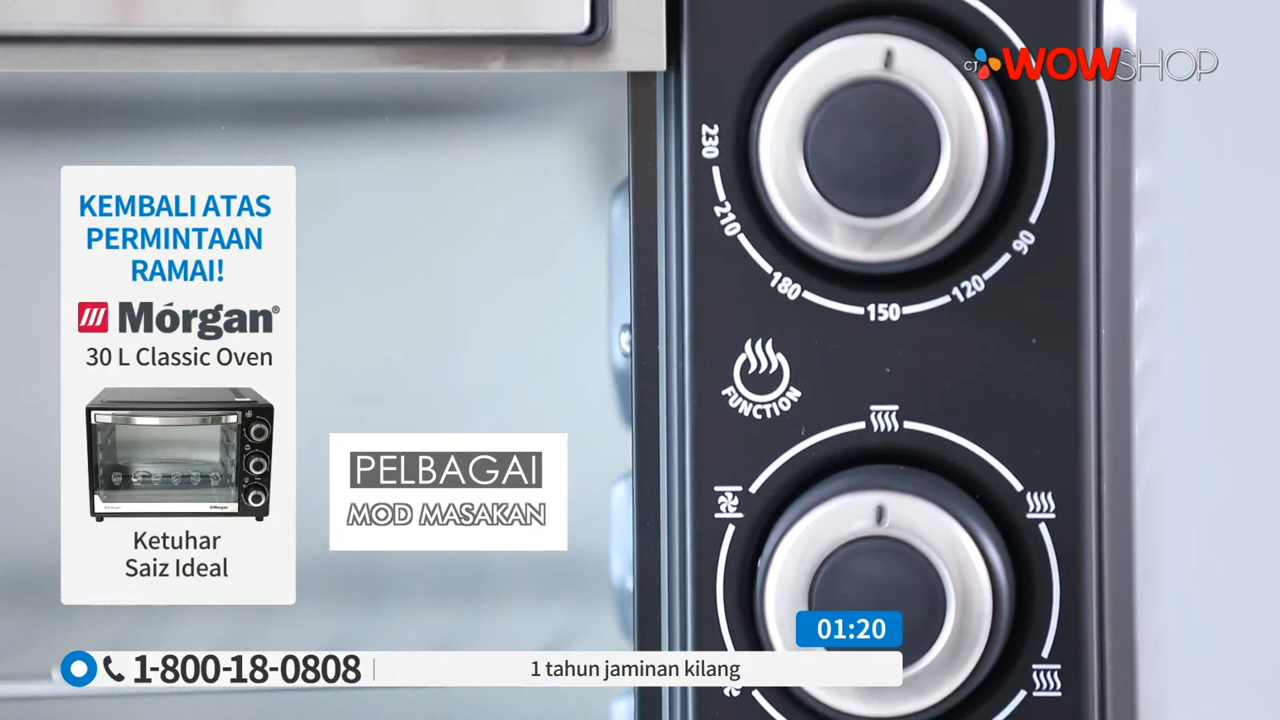 CJ WOWSHOP
230
210
180
150
120
90
FUNCTION
KEMBALI ATAS
PERMINTAAN
RAMAI!
Mórgan®
30 L Classic Oven
Ketuhar
Saiz Ideal
PELBAGAI
MOD MASAKAN
01:20
1-800-18-0808
1 tahun jaminan kilang